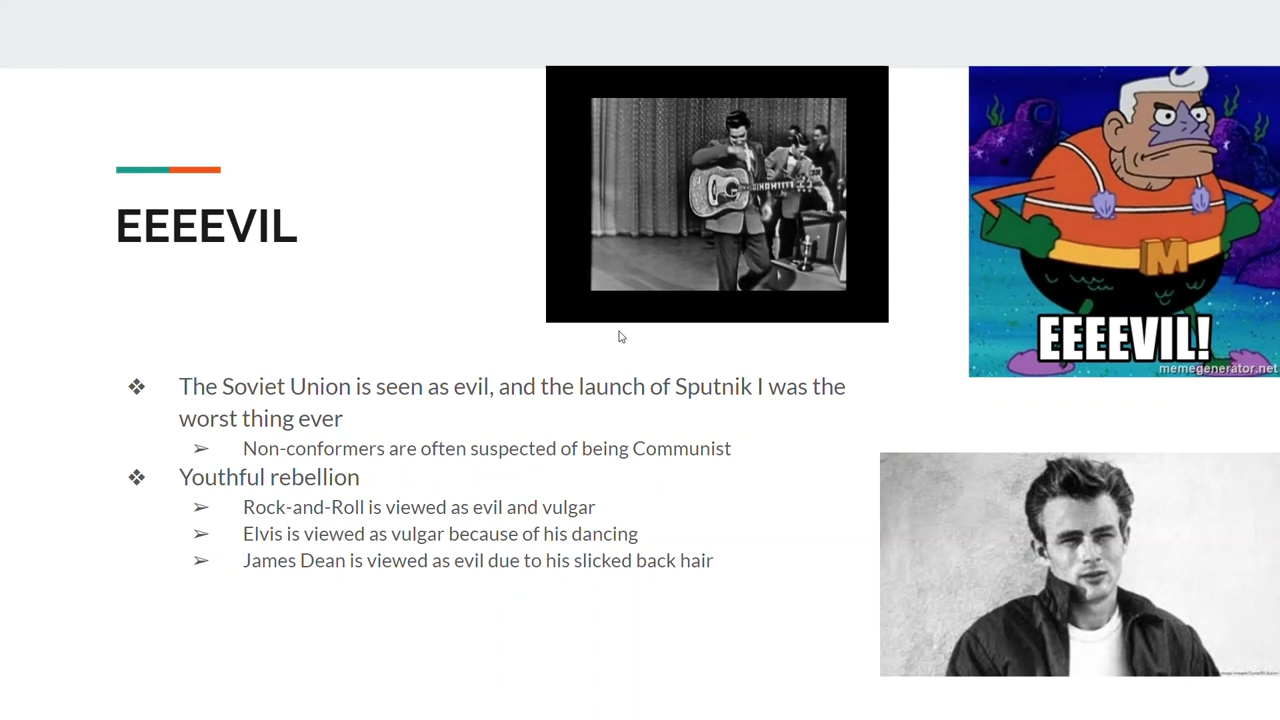 EEEEVIL
M
EEEEVIL!
memegenerator.net
The Soviet Union is seen as evil, and the launch of Sputnik I was the
worst thing ever
Non-conformers are often suspected of being Communist
Youthful rebellion
Rock-and-Roll is viewed as evil and vulgar
Elvis is viewed as vulgar because of his dancing
James Dean is viewed as evil due to his slicked back hair